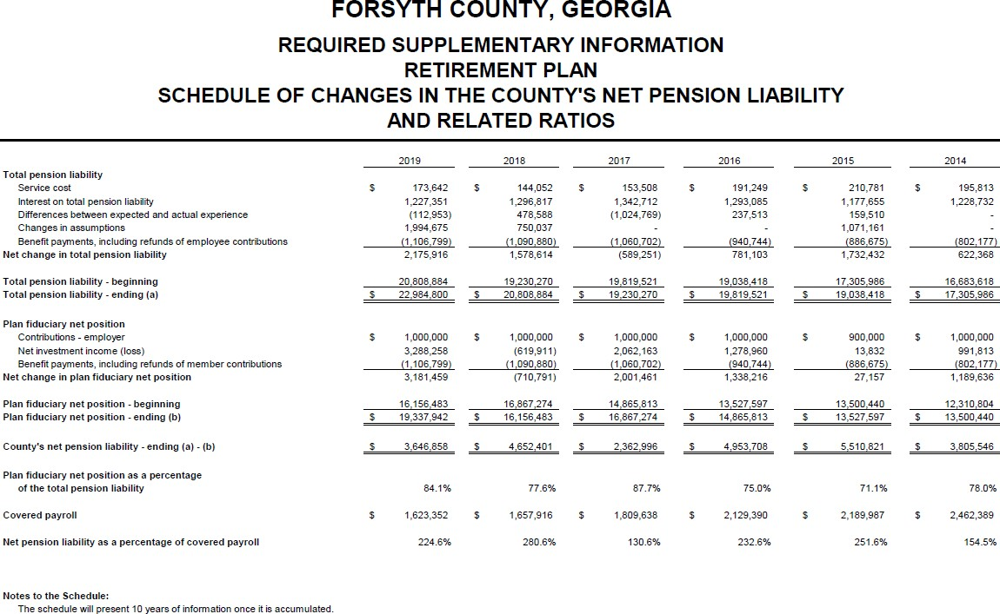 FORSYTH COUNTY, GEORGIA
REQUIRED SUPPLEMENTARY INFORMATION
RETIREMENT PLAN
SCHEDULE OF CHANGES IN THE COUNTY'S NET PENSION LIABILITY
AND RELATED RATIOS
2019 2018 2017 2016 2015 2014
Total pension liability
Service cost $ 173,642 $ 144,052 $ 153,508 $ 191,249 $ 210,781 $ 195,813
Interest on total pension liability 1,227,351 1,296,817 1,342,712 1,293,085 1,177,655 1,228,732
Differences between expected and actual experience (112,953) 478,588 (1,024,769) 237,513 159,510 -
Changes in assumptions 1,994,675 750,037 - - 1,071,161 -
Benefit payments, including refunds of employee contributions (1,106,799) (1,090,880) (1,060,702) (940,744) (886,675) (802,177)
Net change in total pension liability 2,175,916 1,578,614 (589,251) 781,103 1,732,432 622,368
Total pension liability - beginning 20,808,884 19,230,270 19,819,521 19,038,418 17,305,986 16,683,618
Total pension liability - ending (a) $ 22,984,800 $ 20,808,884 $ 19,230,270 $ 19,819,521 $ 19,038,418 $ 17,305,986
Plan fiduciary net position
Contributions - employer $ 1,000,000 $ 1,000,000 $ 1,000,000 $ 1,000,000 $ 900,000 $ 1,000,000
Net investment income (loss) 3,288,258 (619,911) 2,062,163 1,278,960 13,832 991,813
Benefit payments, including refunds of member contributions (1,106,799) (1,090,880) (1,060,702) (940,744) (886,675) (802,177)
Net change in plan fiduciary net position 3,181,459 (710,791) 2,001,461 1,338,216 27,157 1,189,636
Plan fiduciary net position - beginning 16,156,483 16,867,274 14,865,813 13,527,597 13,500,440 12,310,804
Plan fiduciary net position - ending (b) $ 19,337,942 $ 16,156,483 $ 16,867,274 $ 14,865,813 $ 13,527,597 $ 13,500,440
County's net pension liability - ending (a) - (b) $ 3,646,858 $ 4,652,401 $ 2,362,996 $ 4,953,708 $ 5,510,821 $ 3,805,546
Plan fiduciary net position as a percentage
of the total pension liability 84.1% 77.6% 87.7% 75.0% 71.1% 78.0%
Covered payroll $ 1,623,352 $ 1,657,916 $ 1,809,638 $ 2,129,390 $ 2,189,987 $ 2,462,389
Net pension liability as a percentage of covered payroll 224.6% 280.6% 130.6% 232.6% 251.6% 154.5%
Notes to the Schedule:
The schedule will present 10 years of information once it is accumulated.